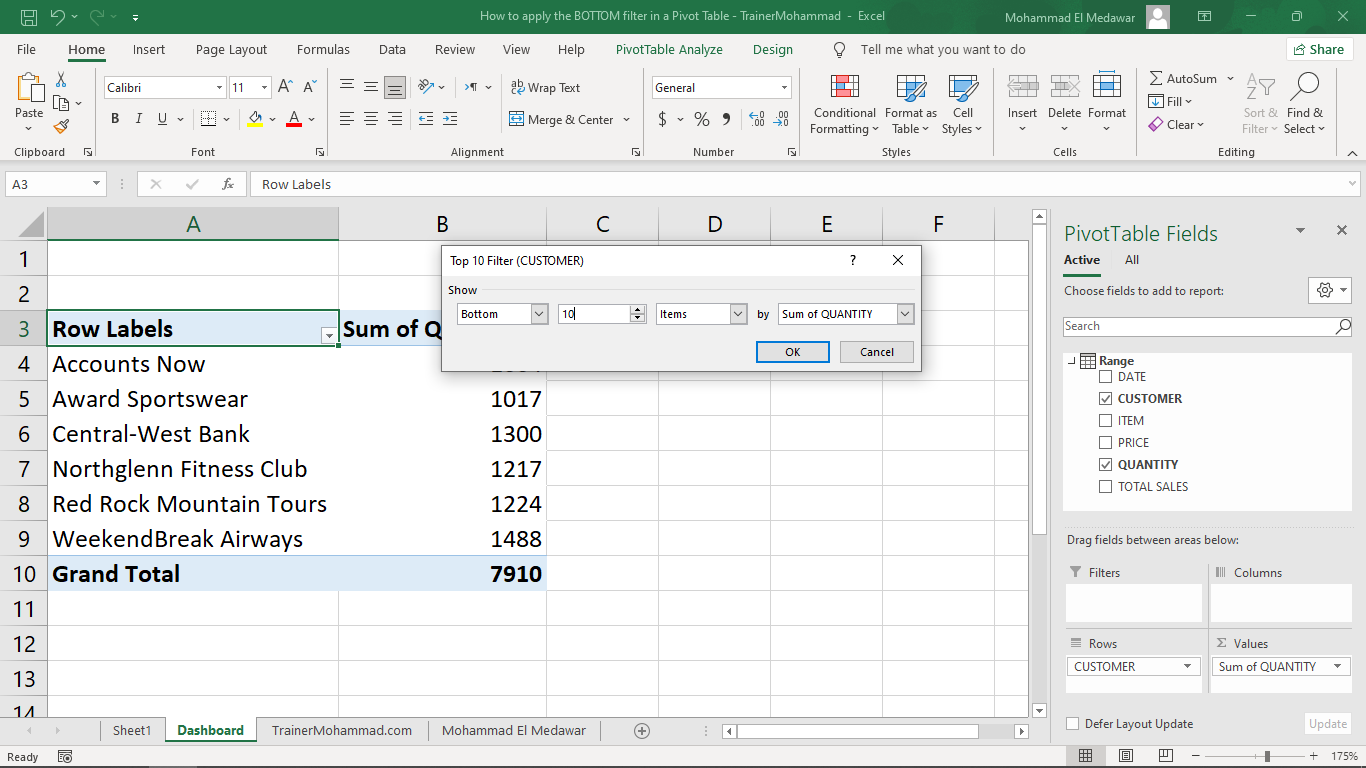 How to apply the BOTTOM filter in a Pivot Table - TrainerMohammad - Excel
Mohammad El Medawar
File Home Insert Page Layout Formulas Data Review View Help PivotTable Analyze Design Tell me what you want to do Share
Paste
Calibri 11
B I U A
A A
ab Wrap Text
Merge & Center
General
$ %
Conditional Formatting
Format as Table
Cell Styles
Insert Delete Format
AutoSum
Fill
Clear
Sort & Filter
Find & Select
Clipboard Font Alignment Number Styles Cells Editing
A3 fx Row Labels
A B C D E F
1
2
3 Row Labels Sum of Q
4 Accounts Now
5 Award Sportswear 1017
6 Central-West Bank 1300
7 Northglenn Fitness Club 1217
8 Red Rock Mountain Tours 1224
9 WeekendBreak Airways 1488
10 Grand Total 7910
11
12
13
14
Top 10 Filter (CUSTOMER) ?
Show
Bottom 10 Items by Sum of QUANTITY
OK Cancel
PivotTable Fields
Active All
Choose fields to add to report:
Search
Range
DATE
CUSTOMER
ITEM
PRICE
QUANTITY
TOTAL SALES
Drag fields between areas below:
Filters Columns
Rows Σ Values
CUSTOMER Sum of QUANTITY
Defer Layout Update Update
Sheet1 Dashboard TrainerMohammad.com Mohammad El Medawar
Ready 175%